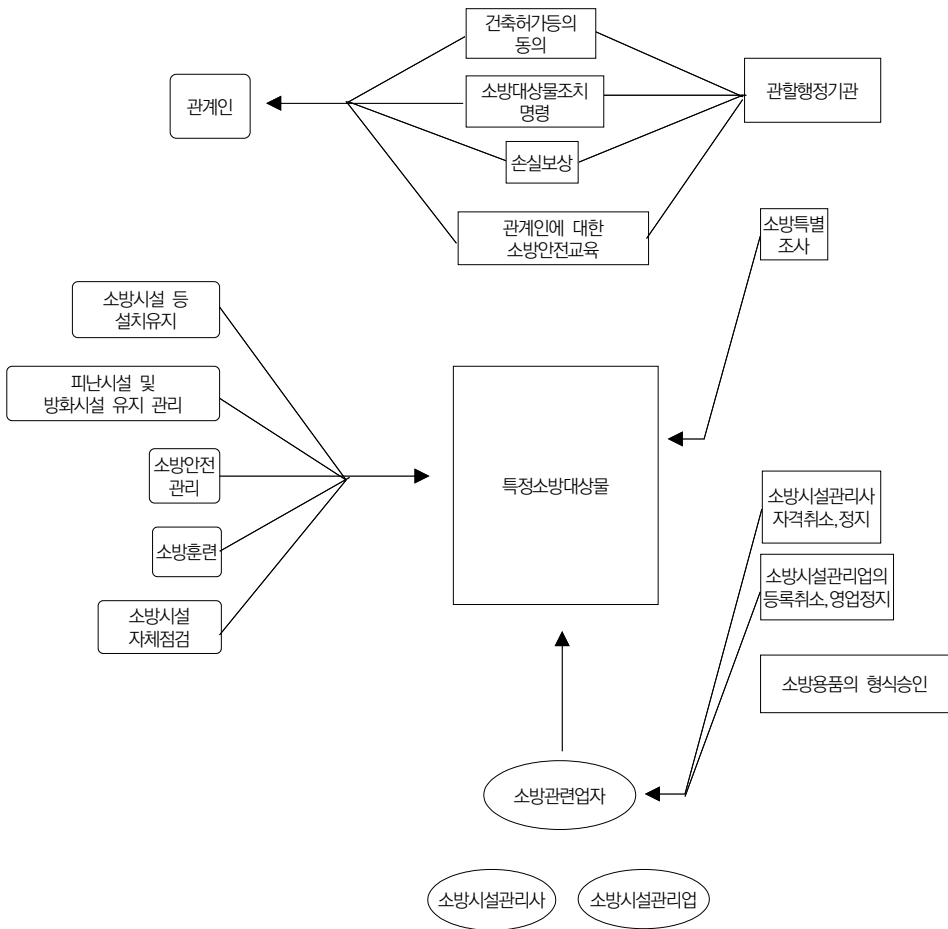 건축허가등의
동의
관계인
소방대상물조치
명령
관할행정기관
손실보상
관계인에 대한
소방안전교육
소방특별
조사
소방시설 등
설치유지
피난시설 및
방화시설 유지 관리
소방안전
관리
소방훈련
소방시설
자체점검
특정소방대상물
소방시설관리사
자격취소,정지
소방시설관리업의
등록취소,영업정지
소방용품의 형식승인
소방관련업자
소방시설관리사
소방시설관리업